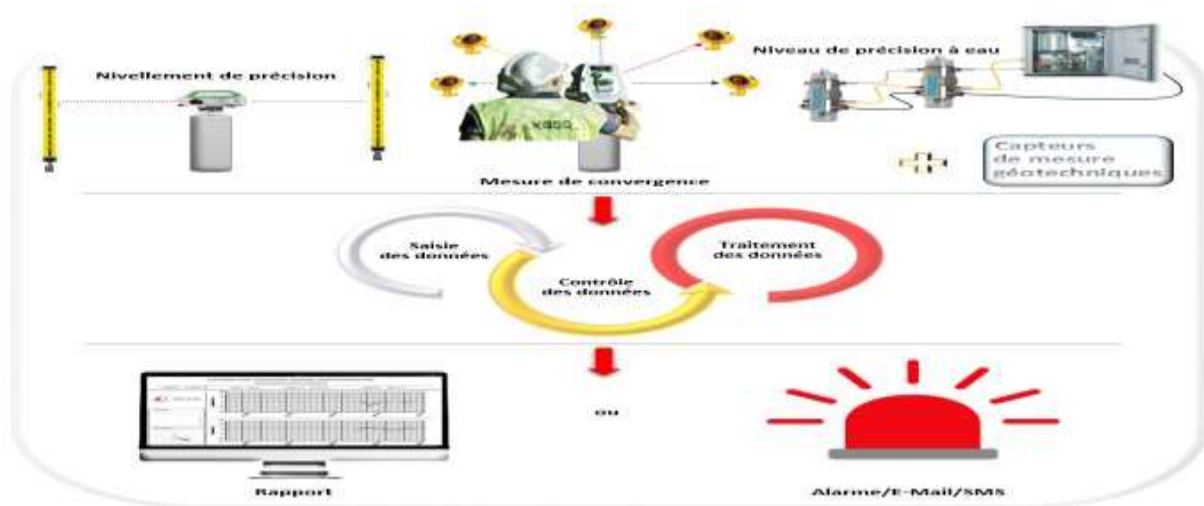 Nivellement de précision
Niveau de précision à eau
Capteurs
de mesure
géotechniques
Mesure de convergence
Saisie
des données
Traitement
des données
Contrôle
des données
ou
Rapport
Alarme/E-Mail/SMS